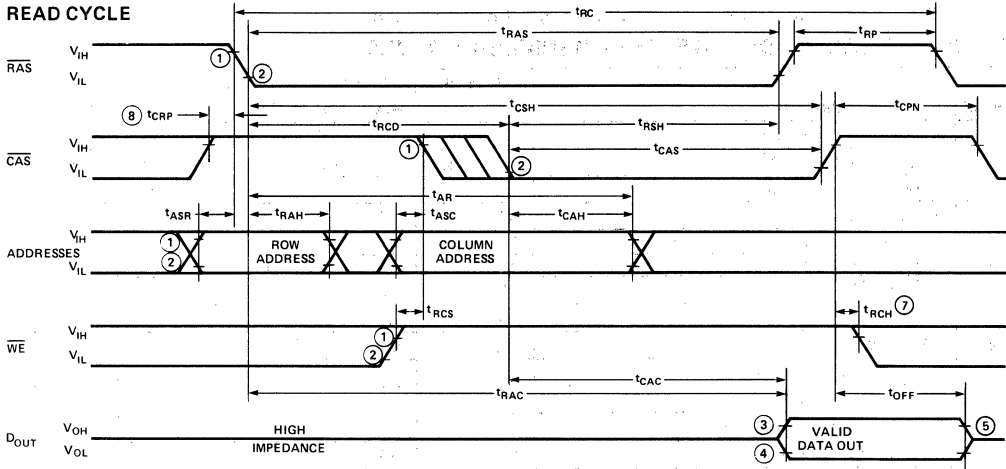 READ CYCLE
tRC
tRAS
tRP
VIH
RAS
VIL
1
2
8 tCRP
tCSH
tCPN
tRCD
tRSH
VIH
CAS
VIL
1
2
tCAS
tAR
tASR
tRAH
tASC
tCAH
VIH
ADDRESSES
VIL
1
2
ROW
ADDRESS
COLUMN
ADDRESS
tRCS
tRCH 7
VIH
WE
VIL
1
2
tCAC
tRAC
tOFF
DOUT
VOH
VOL
HIGH
IMPEDANCE
3
4
VALID
DATA OUT
5